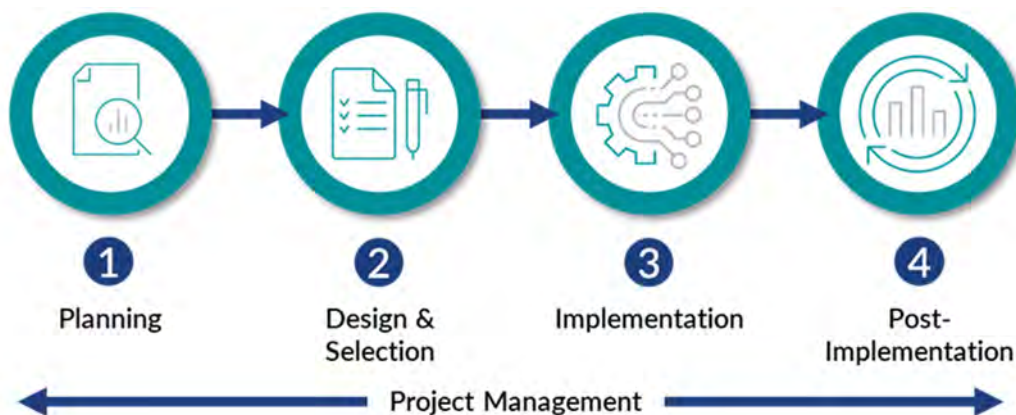 1
2
3
4
Planning
Design &
Selection
Implementation
Post-
Implementation
Project Management